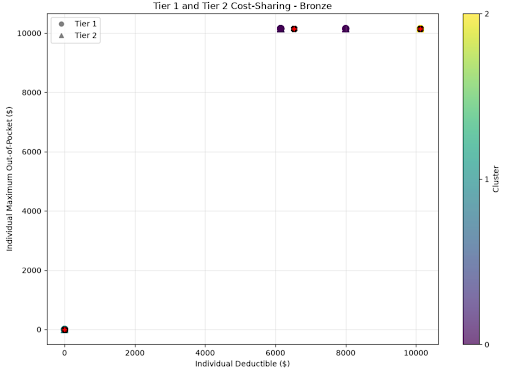 Tier 1 and Tier 2 Cost-Sharing - Bronze
Tier 1
Tier 2
Individual Maximum Out-of-Pocket ($)
10000
8000
6000
4000
2000
0
0
2000
4000
6000
8000
10000
Individual Deductible ($)
2
1
0
Cluster